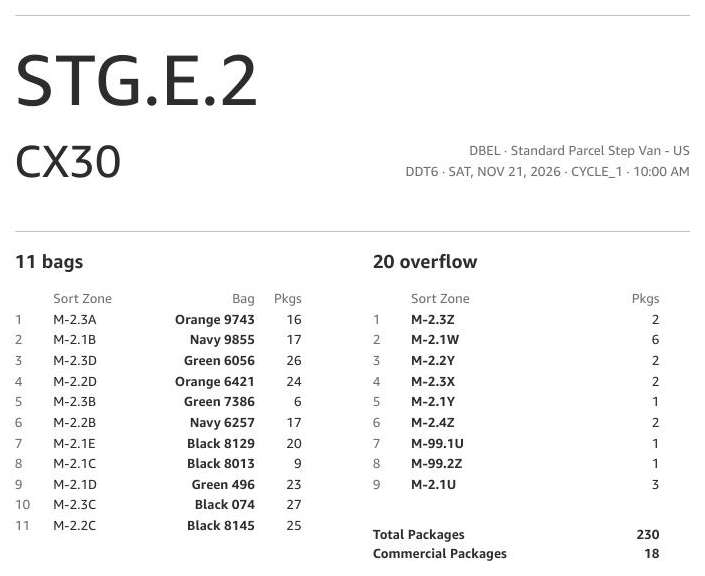 STG.E.2
CX30
DBEL · Standard Parcel Step Van - US
DDT6 · SAT, NOV 21, 2026 · CYCLE_1 · 10:00 AM
11 bags
Sort Zone Bag Pkgs
1 M-2.3A Orange 9743 16
2 M-2.1B Navy 9855 17
3 M-2.3D Green 6056 26
4 M-2.2D Orange 6421 24
5 M-2.3B Green 7386 6
6 M-2.2B Navy 6257 17
7 M-2.1E Black 8129 20
8 M-2.1C Black 8013 9
9 M-2.1D Green 496 23
10 M-2.3C Black 074 27
11 M-2.2C Black 8145 25
20 overflow
Sort Zone Pkgs
1 M-2.3Z 2
2 M-2.1W 6
3 M-2.2Y 2
4 M-2.3X 2
5 M-2.1Y 1
6 M-2.4Z 2
7 M-99.1U 1
8 M-99.2Z 1
9 M-2.1U 3
Total Packages 230
Commercial Packages 18